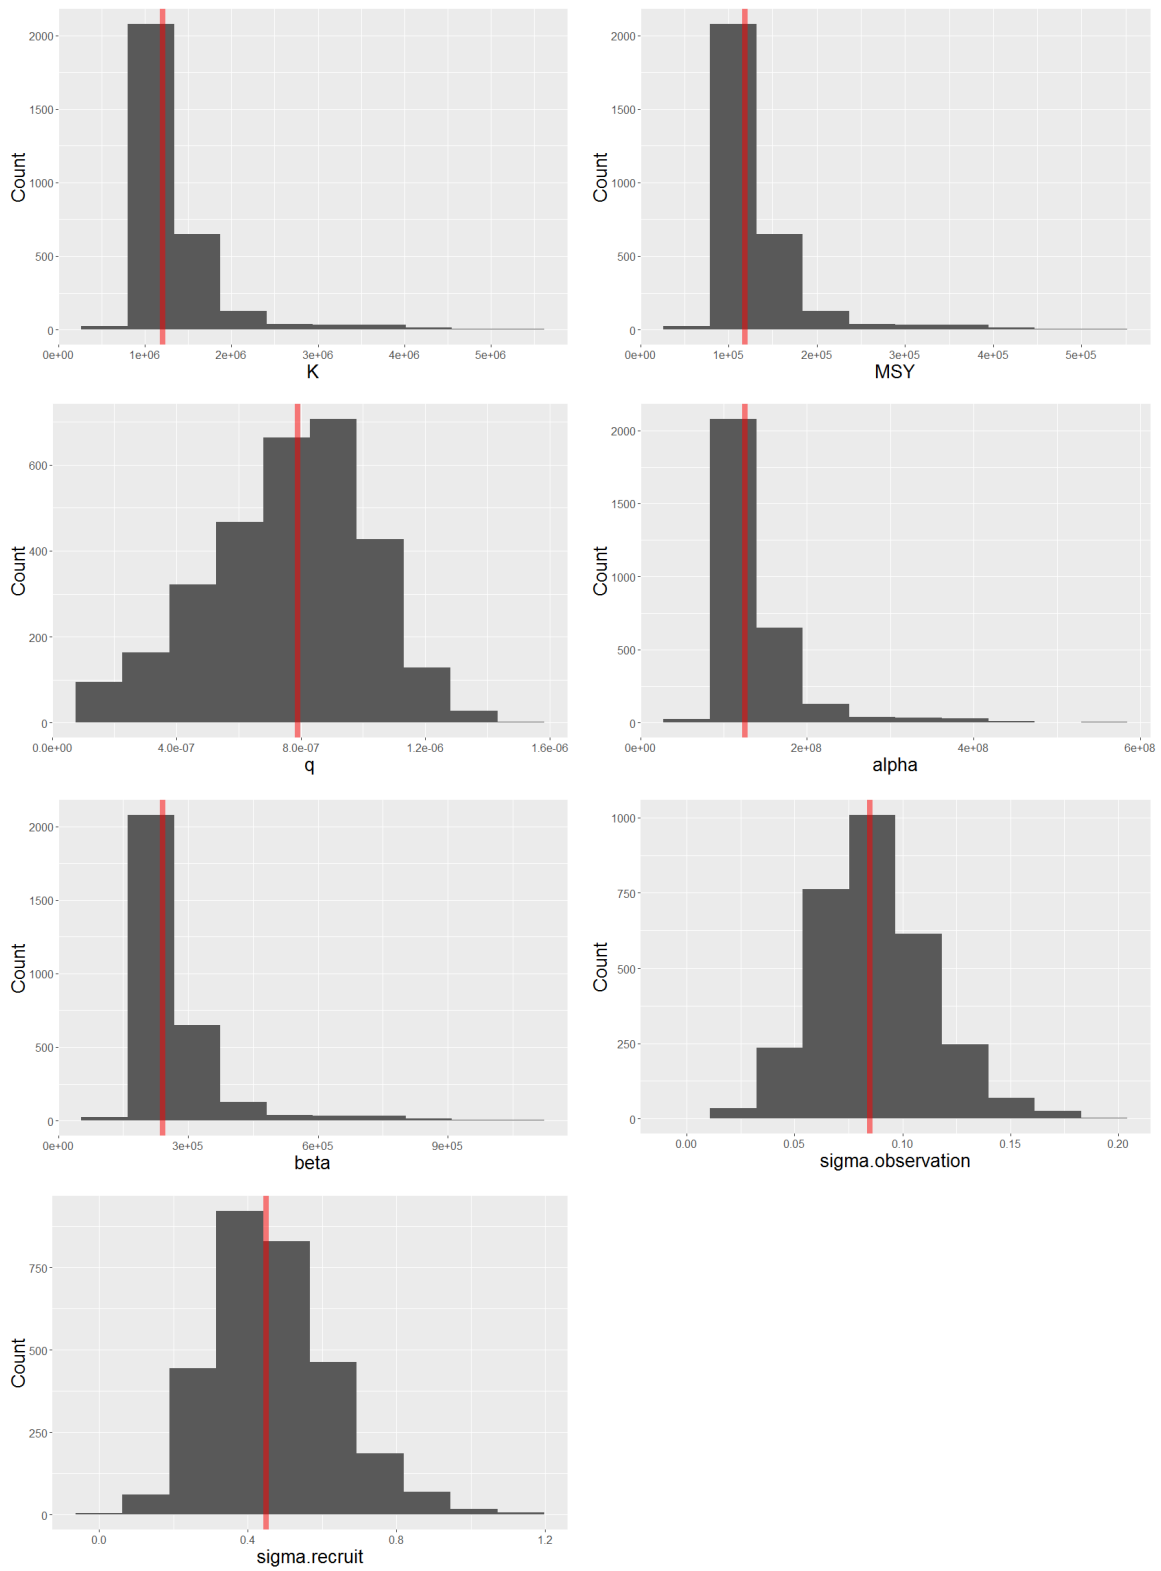 2000
1500
1000
500
0
Count
0e+00 1e+06 2e+06 3e+06 4e+06 5e+06
K
2000
1500
1000
500
0
Count
0e+00 1e+05 2e+05 3e+05 4e+05 5e+05
MSY
600
400
200
0
Count
0.0e+00 4.0e-07 8.0e-07 1.2e-06 1.6e-06
q
2000
1500
1000
500
0
Count
0e+00 2e+08 4e+08 6e+08
alpha
2000
1500
1000
500
0
Count
0e+00 3e+05 6e+05 9e+05
beta
1000
750
500
250
0
Count
0.00 0.05 0.10 0.15 0.20
sigma.observation
750
500
250
0
Count
0.0 0.4 0.8 1.2
sigma.recruit